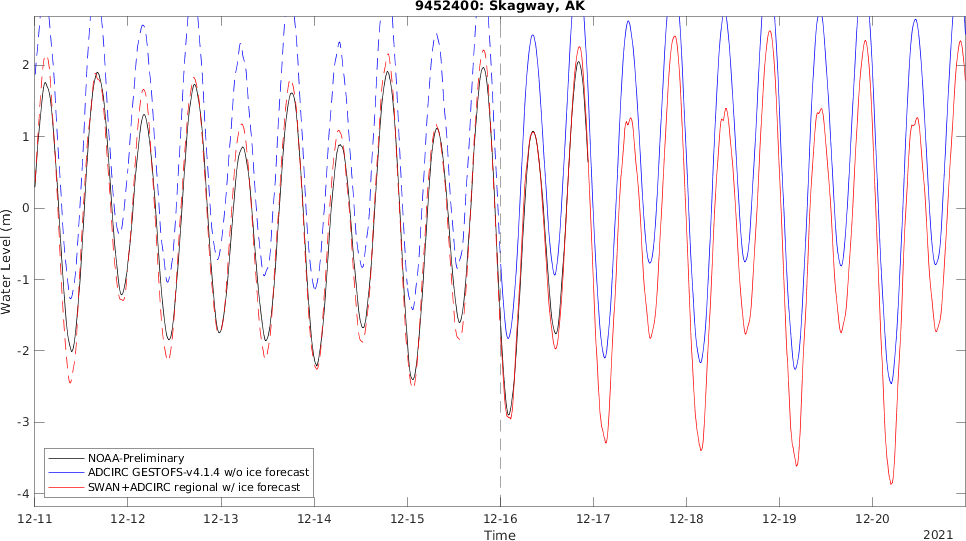 9452400: Skagway, AK
Water Level (m)
2
1
0
-1
-2
-3
-4
NOAA-Preliminary
ADCIRC GESTOFS-v4.1.4 w/o ice forecast
SWAN+ADCIRC regional w/ ice forecast
12-11 12-12 12-13 12-14 12-15 12-16 12-17 12-18 12-19 12-20
Time
2021